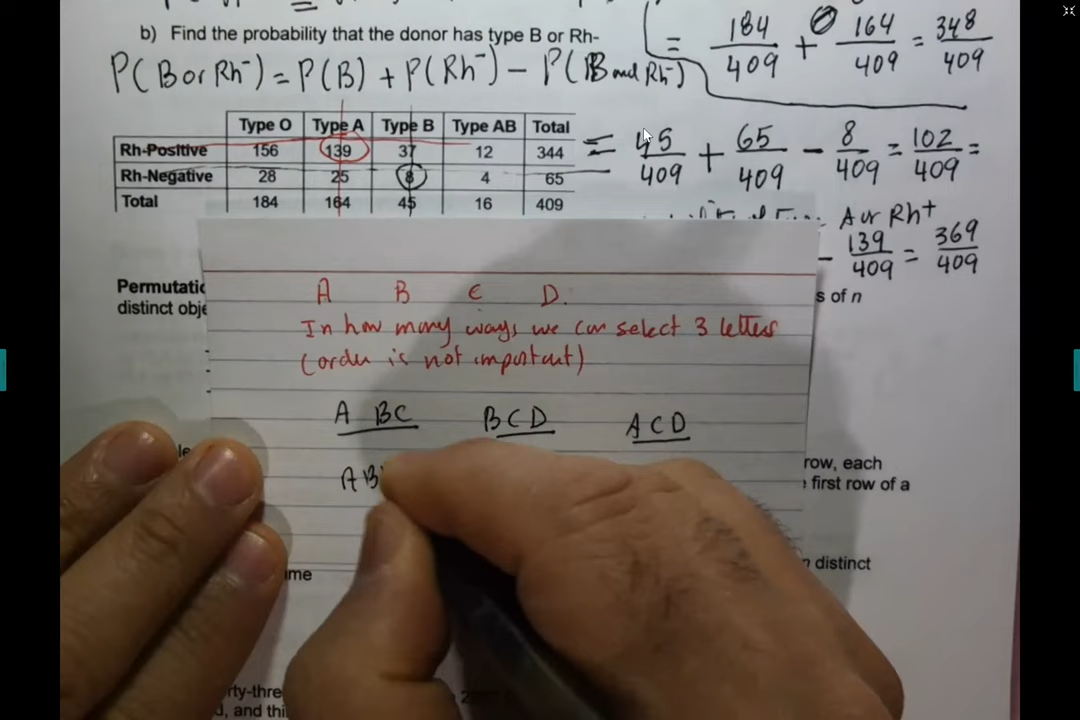 b) Find the probability that the donor has type B or Rh-
P(B or Rh⁻) = P(B) + P(Rh⁻) - P(B and Rh⁻)
= 184/409 + 164/409 = 348/409
Type O Type A Type B Type AB Total
Rh-Positive 156 139 37 12 344
Rh-Negative 28 25 8 4 65
Total 184 164 45 16 409
= 45/409 + 65/409 - 8/409 = 102/409 =
A or Rh⁺
- 139/409 = 369/409
A B C D.
In how many ways we can select 3 letters
(order is not important)
A BC BCD ACD
AB
Permutatio
distinct obje
s of n
row, each
first row of a
n distinct
ime
rty-thre
d, and thi